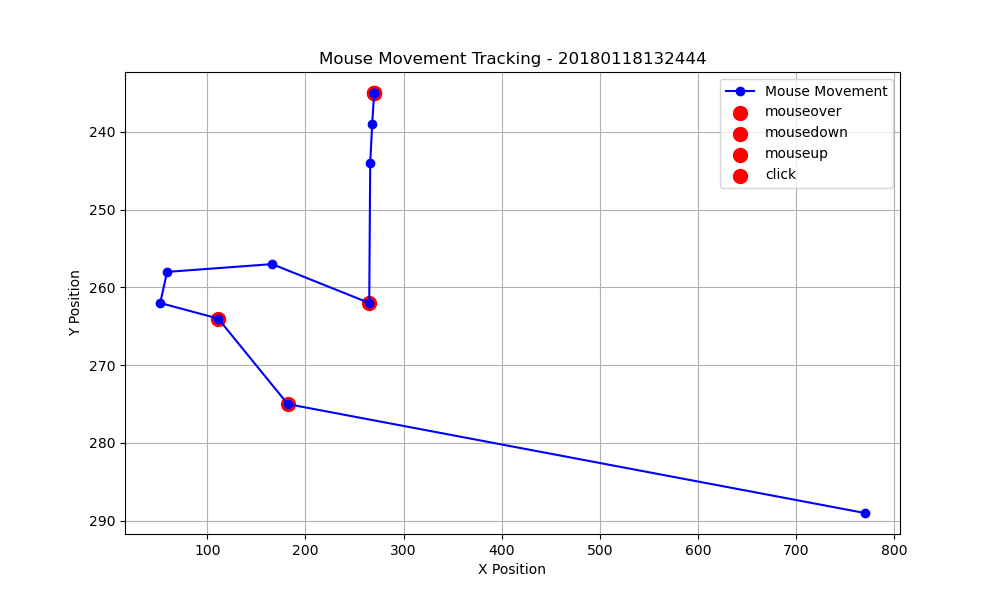 Mouse Movement Tracking - 20180118132444
Mouse Movement
mouseover
mousedown
mouseup
click
Y Position
240
250
260
270
280
290
100 200 300 400 500 600 700 800
X Position